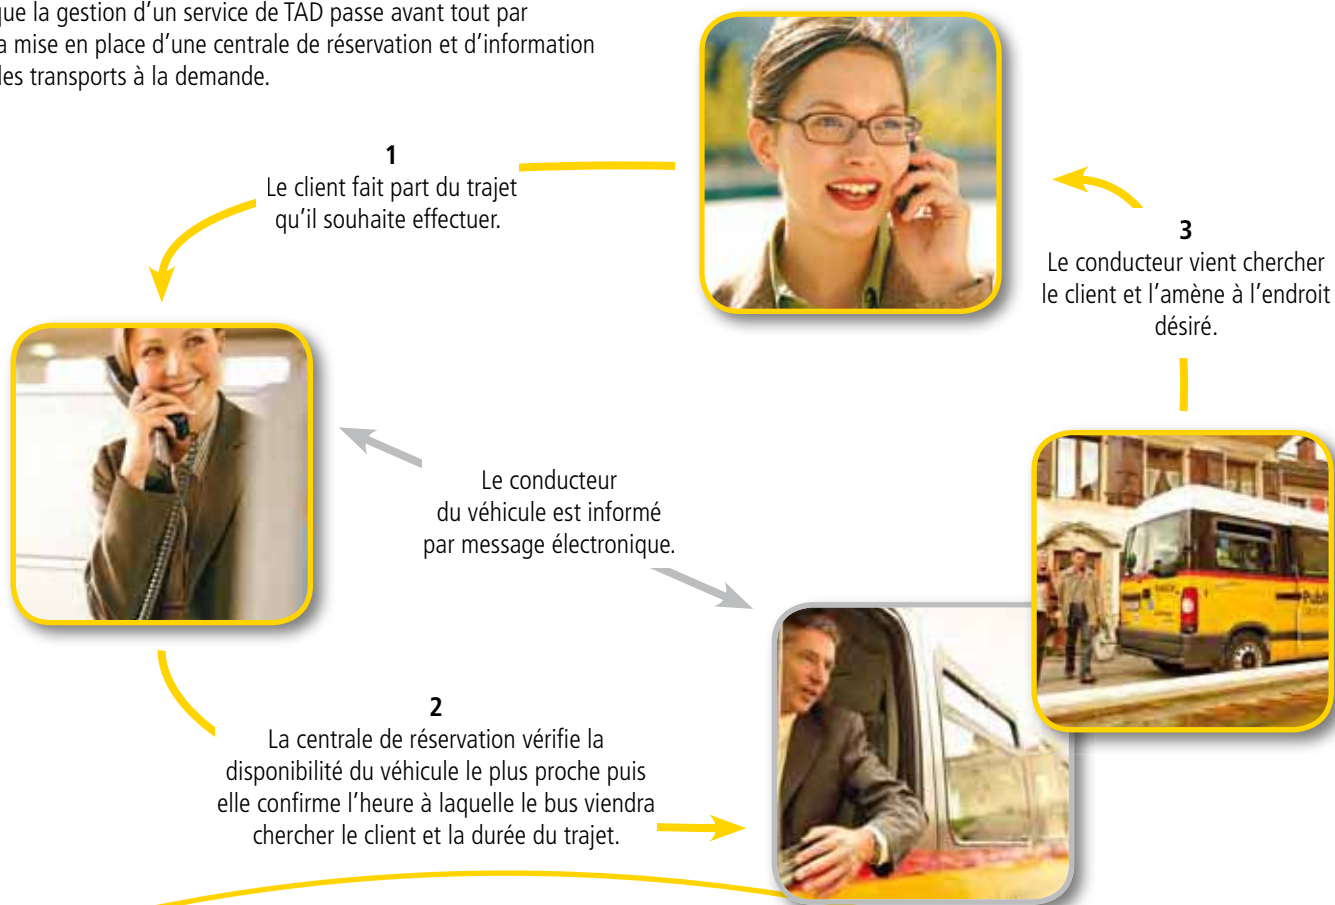 que la gestion d’un service de TAD passe avant tout par
a mise en place d’une centrale de réservation et d’information
des transports à la demande.
1
Le client fait part du trajet
qu’il souhaite effectuer.
3
Le conducteur vient chercher
le client et l’amène à l’endroit
désiré.
Le conducteur
du véhicule est informé
par message électronique.
2
La centrale de réservation vérifie la
disponibilité du véhicule le plus proche puis
elle confirme l’heure à laquelle le bus viendra
chercher le client et la durée du trajet.
Publi